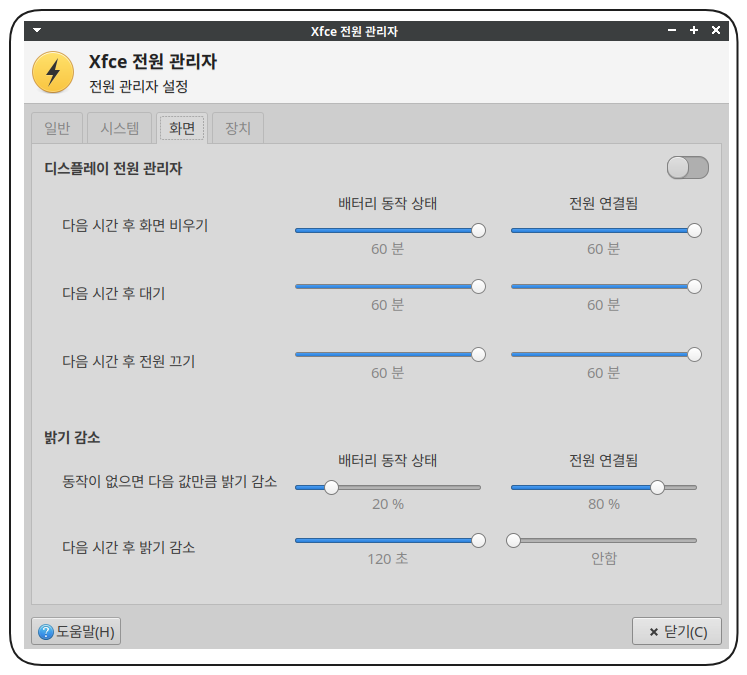 Xfce 전원 관리자
Xfce 전원 관리자
전원 관리자 설정
일반 시스템 화면 장치
디스플레이 전원 관리자
배터리 동작 상태 전원 연결됨
다음 시간 후 화면 비우기
60 분 60 분
다음 시간 후 대기
60 분 60 분
다음 시간 후 전원 끄기
60 분 60 분
밝기 감소
배터리 동작 상태 전원 연결됨
동작이 없으면 다음 값만큼 밝기 감소
20 % 80 %
다음 시간 후 밝기 감소
120 초 안함
도움말(H) 닫기(C)